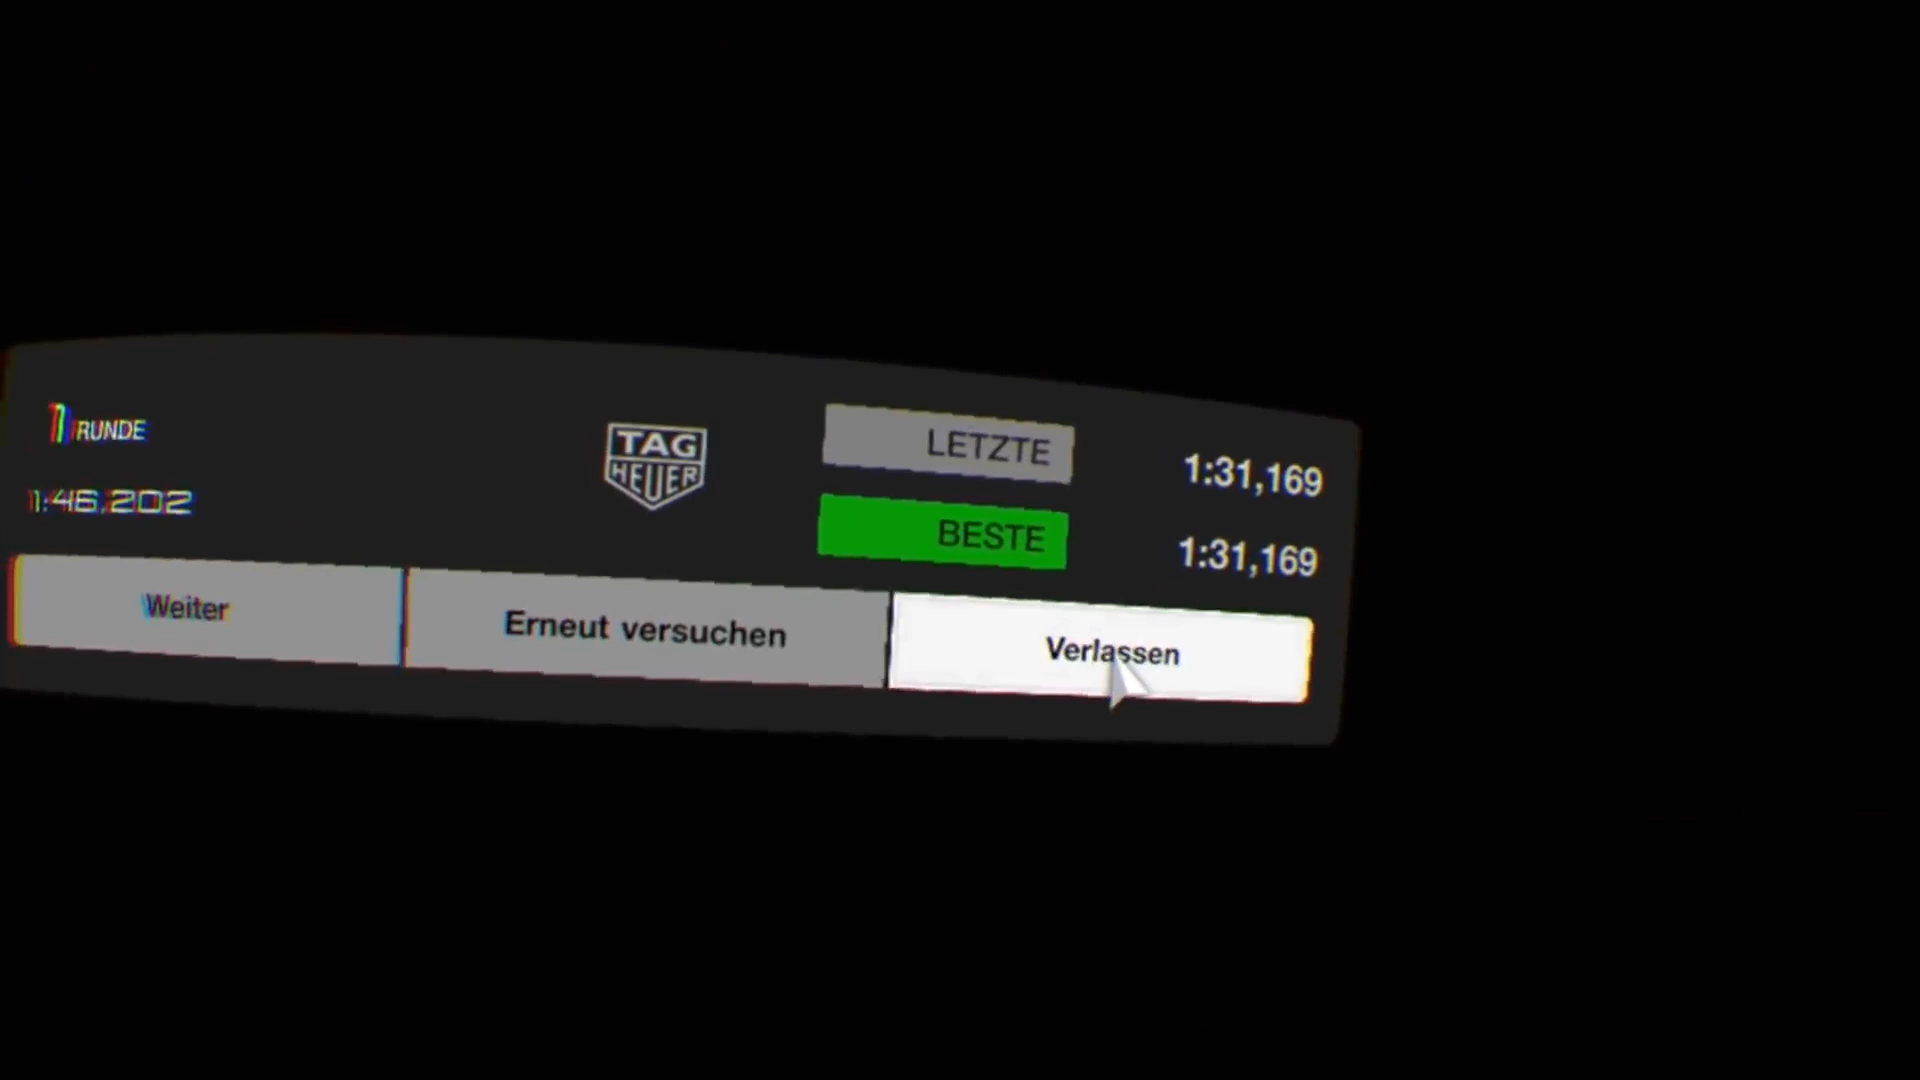 1 RUNDE
1:46,202
TAG
HEUER
LETZTE 1:31,169
BESTE 1:31,169
Weiter Erneut versuchen Verlassen